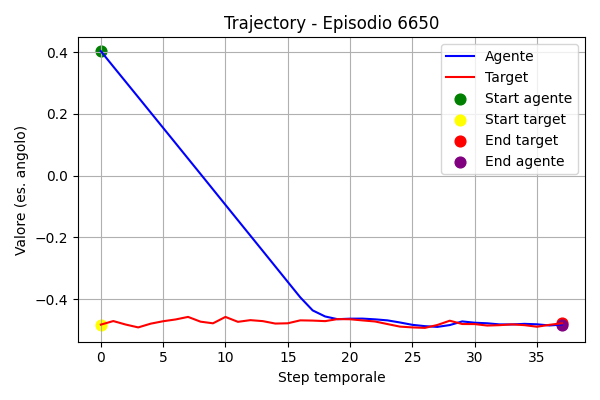 Trajectory - Episodio 6650
Valore (es. angolo)
0.4
0.2
0.0
−0.2
−0.4
Agente
Target
Start agente
Start target
End target
End agente
0 5 10 15 20 25 30 35
Step temporale